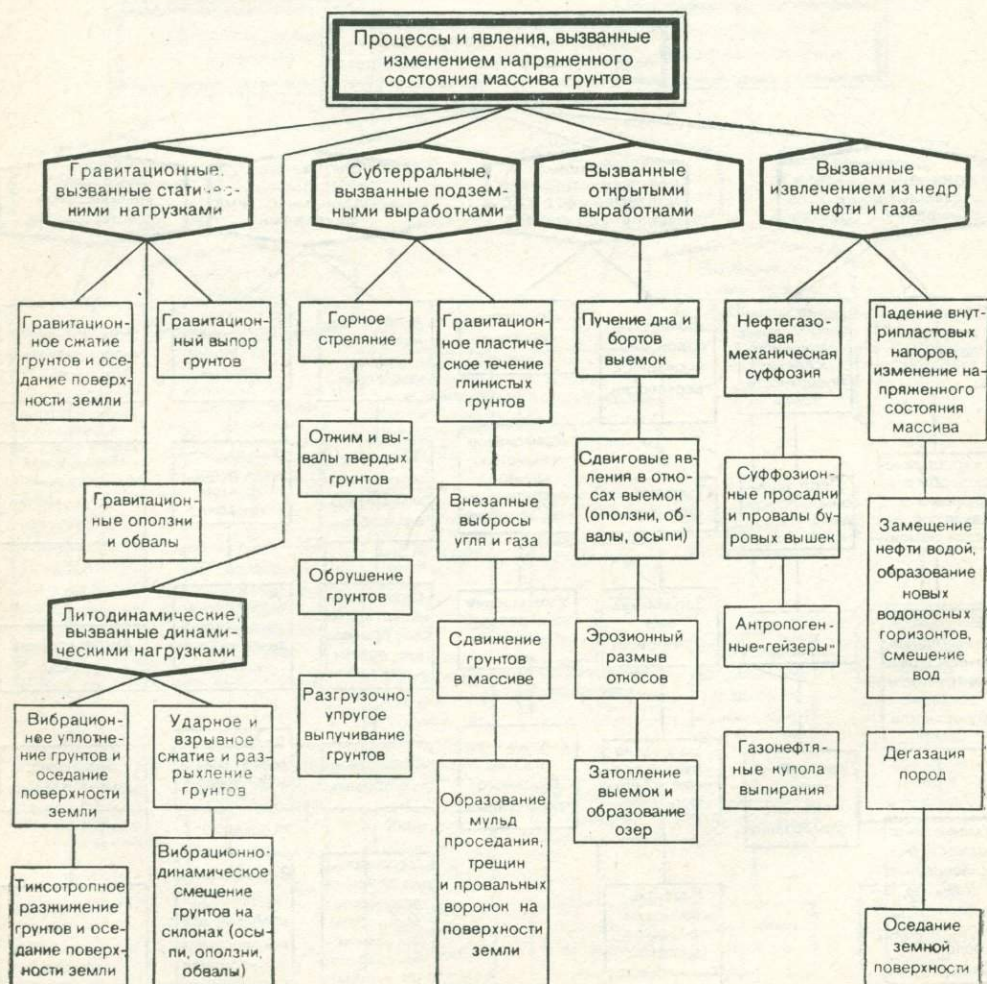 Процессы и явления, вызванные
изменением напряженного
состояния массива грунтов
Гравитационные,
вызванные статичес-
кими нагрузками
Субтерральные,
вызванные подзем-
ными выработками
Вызванные
открытыми
выработками
Вызванные
извлечением из недр
нефти и газа
Гравитацион-
ное сжатие
грунтов и осе-
дание поверх-
ности земли
Гравитацион-
ный выпор
грунтов
Гравитацион-
ные оползни
и обвалы
Горное
стреляние
Отжим и вы-
валы твердых
грунтов
Обрушение
грунтов
Разгрузочно-
упругое
выпучивание
грунтов
Гравитацион-
ное пластиче-
ское течение
глинистых
грунтов
Внезапные
выбросы
угля и газа
Сдвижение
грунтов
в массиве
Образование
мульд
проседания,
трещин
и провальных
воронок на
поверхности
земли
Пучение дна и
бортов
выемок
Сдвиговые яв-
ления в отко-
сах выемок
(оползни, об-
валы, осыпи)
Эрозионный
размыв
откосов
Затопление
выемок и
образование
озер
Нефтегазо-
вая
механическая
суффозия
Суффозион-
ные просадки
и провалы бу-
ровых вышек
Антропоген-
ные„гейзеры“
Газонефтя-
ные купола
выпирания
Падение внут-
рипластовых
напоров,
изменение на-
пряженного
состояния
массива
Замещение
нефти водой,
образование
новых
водоносных
горизонтов,
смешение
вод
Дегазация
пород
Оседание
земной
поверхности
Литодинамические,
вызванные динами-
ческими нагрузками
Вибрацион-
ное уплотне-
ние грунтов и
оседание
поверхности
земли
Тиксотропное
разжижение
грунтов и осе-
дание поверх-
ности земли
Ударное и
взрывное
сжатие и раз-
рыхление
грунтов
Вибрационно-
динамическое
смещение
грунтов на
склонах (осы-
пи, оползни,
обвалы)